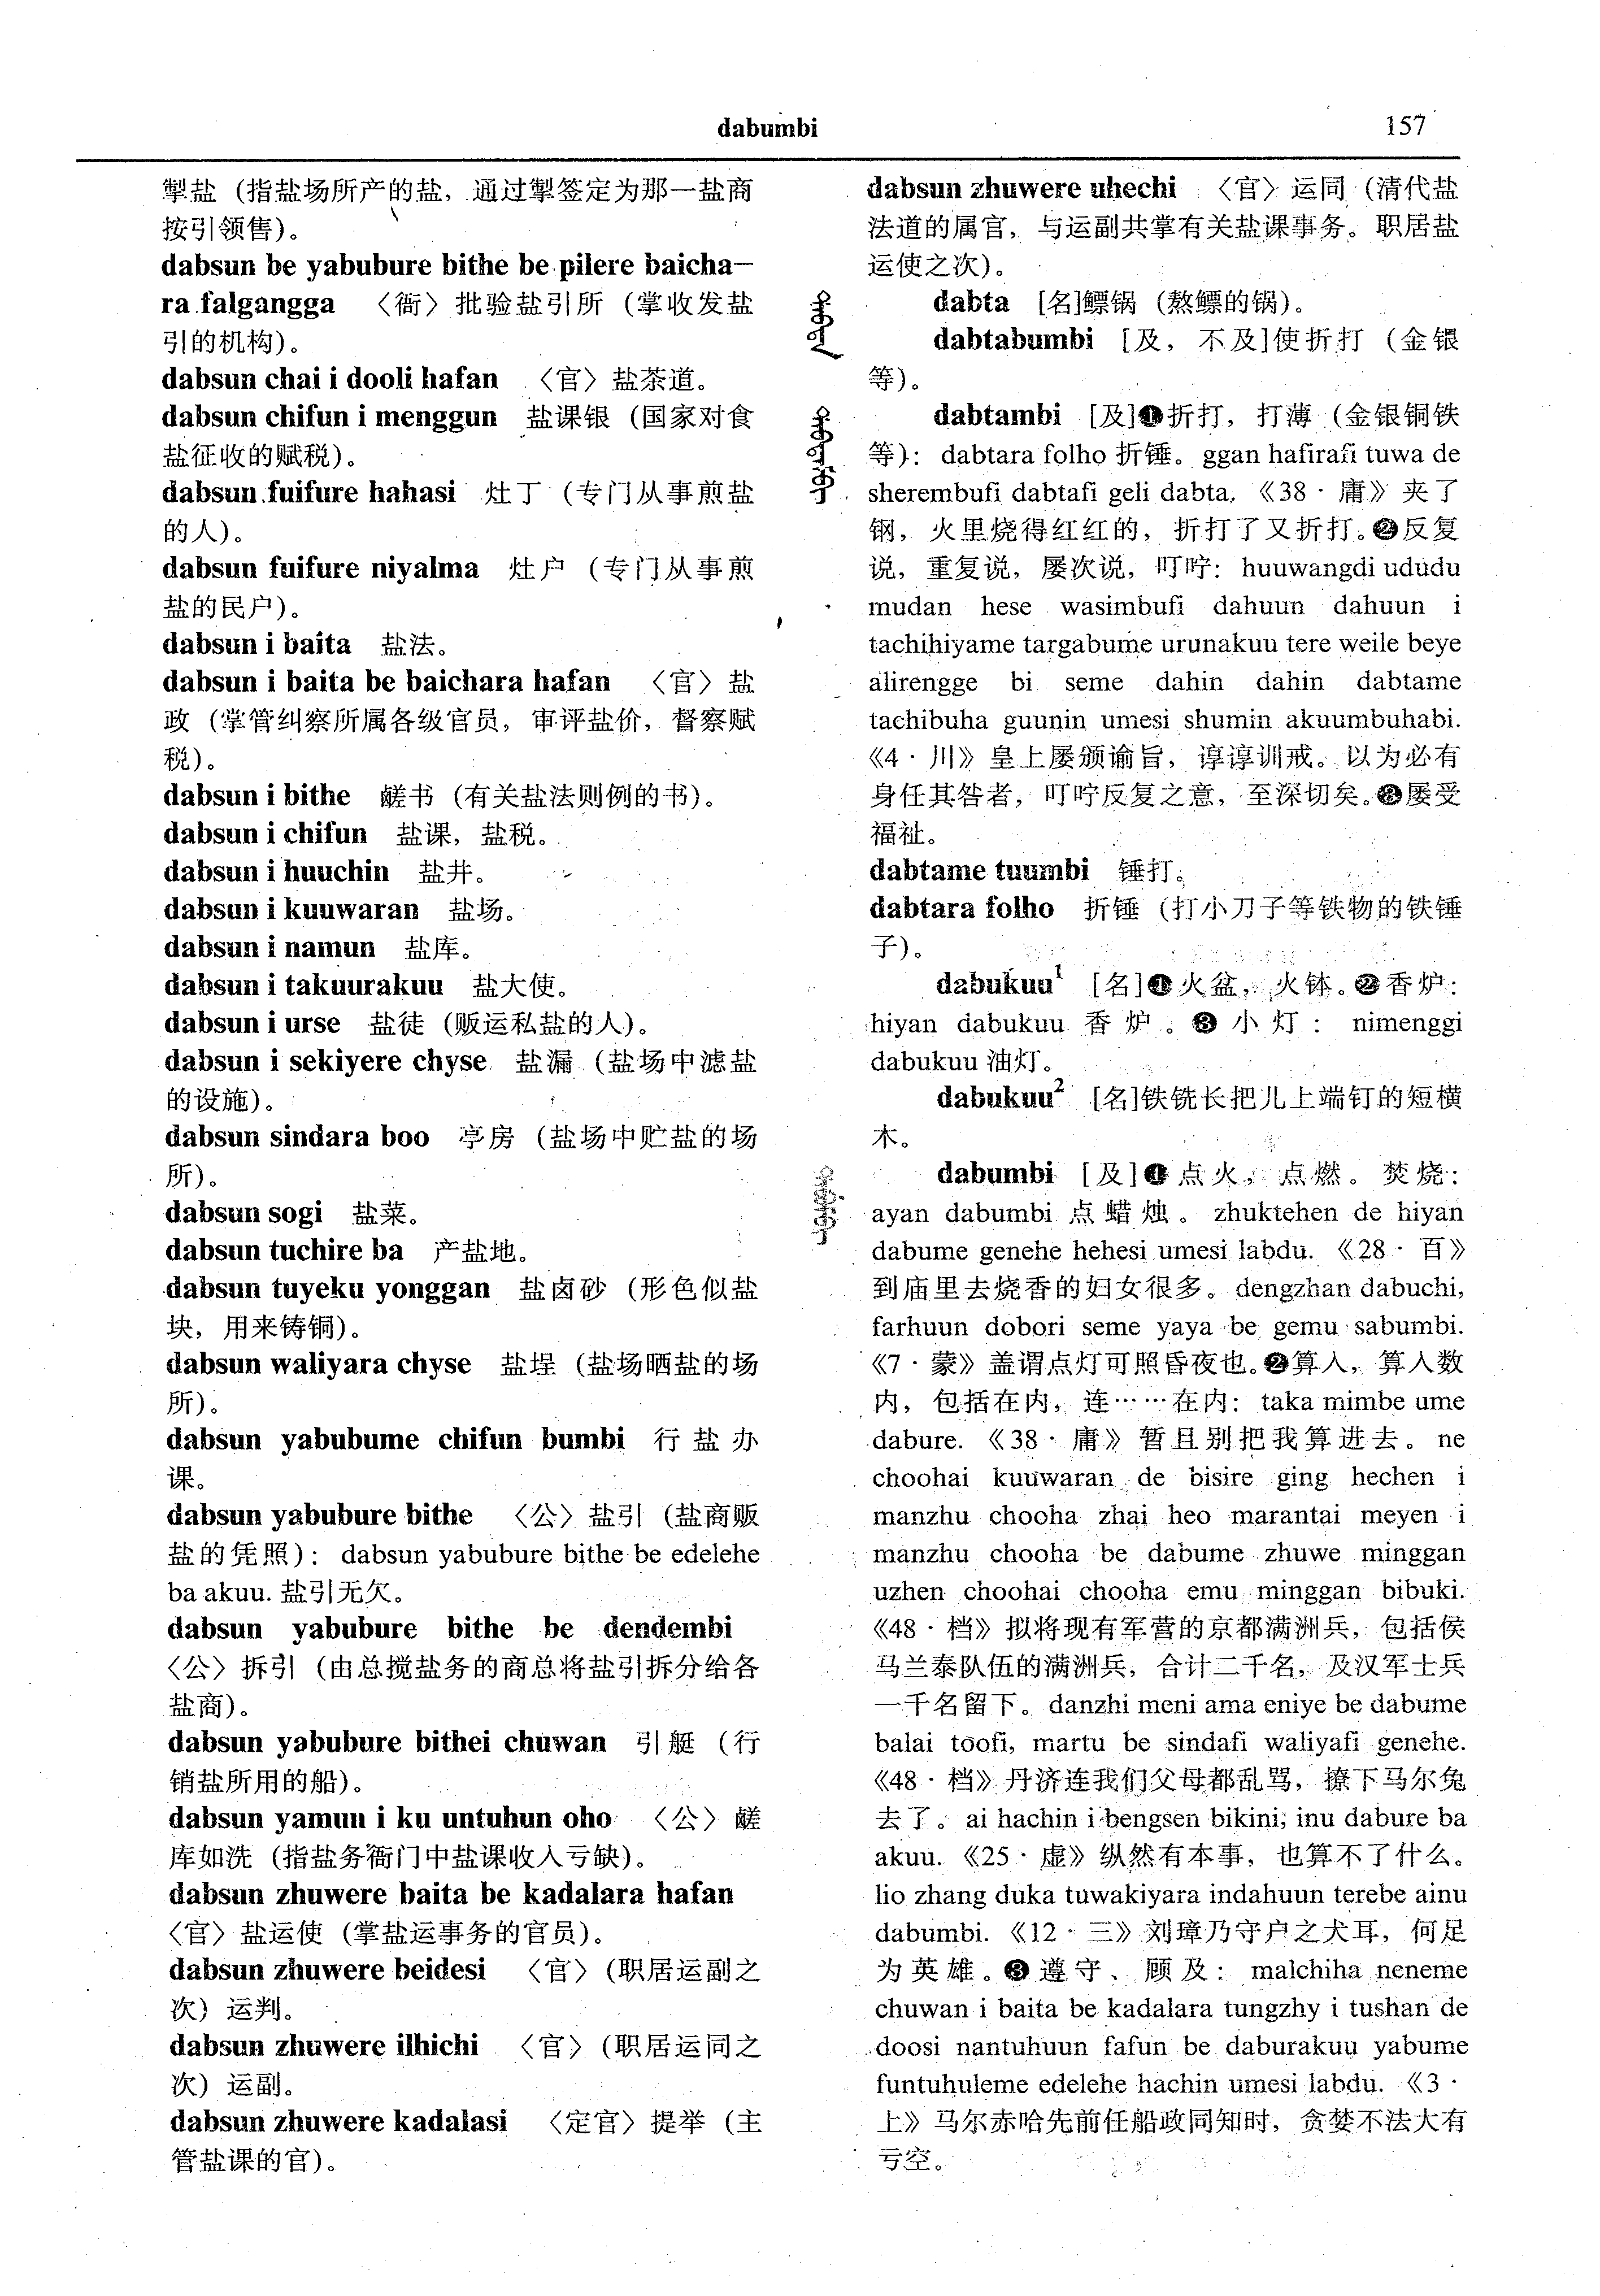 dabumbi
157
掣盐（指盐场所产的盐，通过掣签定为那一盐商
按引领售）。
dabsun be yabubure bithe be pilere baicha-
ra falgangga 〈衙〉批验盐引所（掌收发盐
引的机构）。
dabsun chai i dooli hafan 〈官〉盐茶道。
dabsun chifun i menggun 盐课银（国家对食
盐征收的赋税）。
dabsun fuifure hahasi 灶丁（专门从事煎盐
的人）。
dabsun fuifure niyalma 灶户（专门从事煎
盐的民户）。
dabsun i baita 盐法。
dabsun i baita be baichara hafan 〈官〉盐
政（掌管纠察所属各级官员，审评盐价，督察赋
税）。
dabsun i bithe 鹾书（有关盐法则例的书）。
dabsun i chifun 盐课，盐税。
dabsun i huuchin 盐井。
dabsun i kuuwaran 盐场。
dabsun i namun 盐库。
dabsun i takuurakuu 盐大使。
dabsun i urse 盐徒（贩运私盐的人）。
dabsun i sekiyere chyse 盐漏（盐场中滤盐
的设施）。
dabsun sindara boo 亭房（盐场中贮盐的场
所）。
dabsun sogi 盐菜。
dabsun tuchire ba 产盐地。
dabsun tuyeku yonggan 盐卤砂（形色似盐
块，用来铸铜）。
dabsun waliyara chyse 盐埕（盐场晒盐的场
所）。
dabsun yabubume chifun bumbi 行盐办
课。
dabsun yabubure bithe 〈公〉盐引（盐商贩
盐的凭照）：dabsun yabubure bithe be edelehe
ba akuu. 盐引无欠。
dabsun yabubure bithe be dendembi
〈公〉拆引（由总揽盐务的商总将盐引拆分给各
盐商）。
dabsun yabubure bithei chuwan 引艇（行
销盐所用的船）。
dabsun yamun i ku untuhun oho 〈公〉鹾
库如洗（指盐务衙门中盐课收入亏缺）。
dabsun zhuwere baita be kadalara hafan
〈官〉盐运使（掌盐运事务的官员）。
dabsun zhuwere beidesi 〈官〉（职居运副之
次）运判。
dabsun zhuwere ilhichi 〈官〉（职居运同之
次）运副。
dabsun zhuwere kadalasi 〈定官〉提举（主
管盐课的官）。
dabsun zhuwere uhechi 〈官〉运同（清代盐
法道的属官，与运副共掌有关盐课事务。职居盐
运使之次）。
dabta [名]鳔锅（熬鳔的锅）。
dabtabumbi [及，不及]使折打（金银
等）。
dabtambi [及]❶折打，打薄（金银铜铁
等）：dabtara folho 折锤。ggan hafirafi tuwa de
sherembufi dabtafi geli dabta.《38·庸》夹了
钢，火里烧得红红的，折打了又折打。❷反复
说，重复说，屡次说，叮咛：huuwangdi ududu
mudan hese wasimbufi dahuun dahuun i
tachihiyame targabume urunakuu tere weile beye
alirengge bi seme dahin dahin dabtame
tachibuha guunin umesi shumin akuumbuhabi.
《4·川》皇上屡颁谕旨，谆谆训戒。以为必有
身任其咎者，叮咛反复之意，至深切矣。❸屡受
福祉。
dabtame tuumbi 锤打。
dabtara folho 折锤（打小刀子等铁物的铁锤
子）。
dabukuu¹ [名]❶火盆，火钵。❷香炉：
hiyan dabukuu 香炉。❸小灯：nimenggi
dabukuu 油灯。
dabukuu² [名]铁铣长把儿上端钉的短横
木。
dabumbi [及]❶点火，点燃。焚烧：
ayan dabumbi 点蜡烛。zhuktehen de hiyan
dabume genehe hehesi umesi labdu.《28·百》
到庙里去烧香的妇女很多。dengzhan dabuchi,
farhuun dobori seme yaya be gemu sabumbi.
《7·蒙》盖谓点灯可照昏夜也。❷算人，算人数
内，包括在内，连……在内：taka mimbe ume
dabure.《38·庸》暂且别把我算进去。ne
choohai kuuwaran de bisire ging hechen i
manzhu chooha zhai heo marantai meyen i
manzhu chooha be dabume zhuwe minggan
uzhen choohai chooha emu minggan bibuki.
《48·档》拟将现有军营的京都满洲兵，包括侯
马兰泰队伍的满洲兵，合计二千名，及汉军士兵
一千名留下。danzhi meni ama eniye be dabume
balai toofi, martu be sindafi waliyafi genehe.
《48·档》丹济连我们父母都乱骂，撩下马尔兔
去了。ai hachin i bengsen bikini, inu dabure ba
akuu.《25·虚》纵然有本事，也算不了什么。
lio zhang duka tuwakiyara indahuun terebe ainu
dabumbi.《12·三》刘璋乃守户之犬耳，何足
为英雄。❸遵守、顾及：malchiha neneme
chuwan i baita be kadalara tungzhy i tushan de
doosi nantuhuun fafun be daburakuu yabume
funtuhuleme edelehe hachin umesi labdu.《3·
上》马尔赤哈先前任船政同知时，贪婪不法大有
亏空。